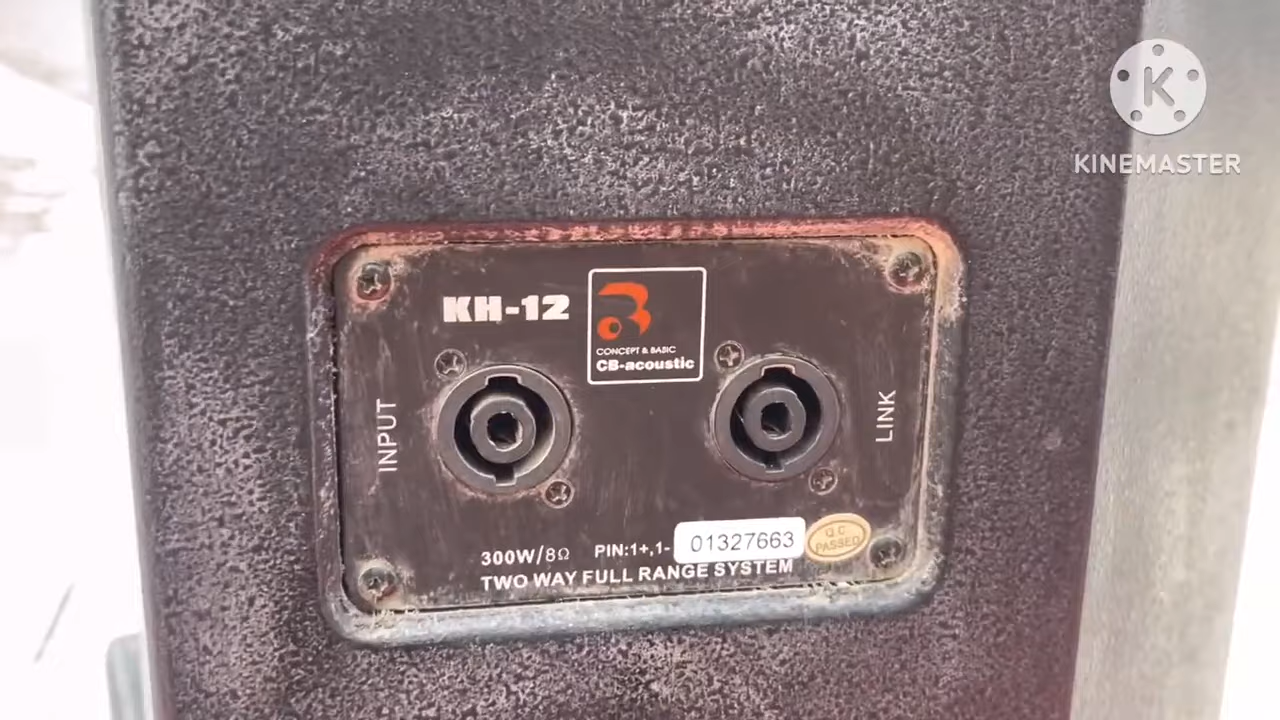 KINEMASTER
KH-12
CONCEPT & BASIC
CB-acoustic
INPUT
LINK
300W/8Ω PIN:1+,1-
01327663
QC
PASSED
TWO WAY FULL RANGE SYSTEM